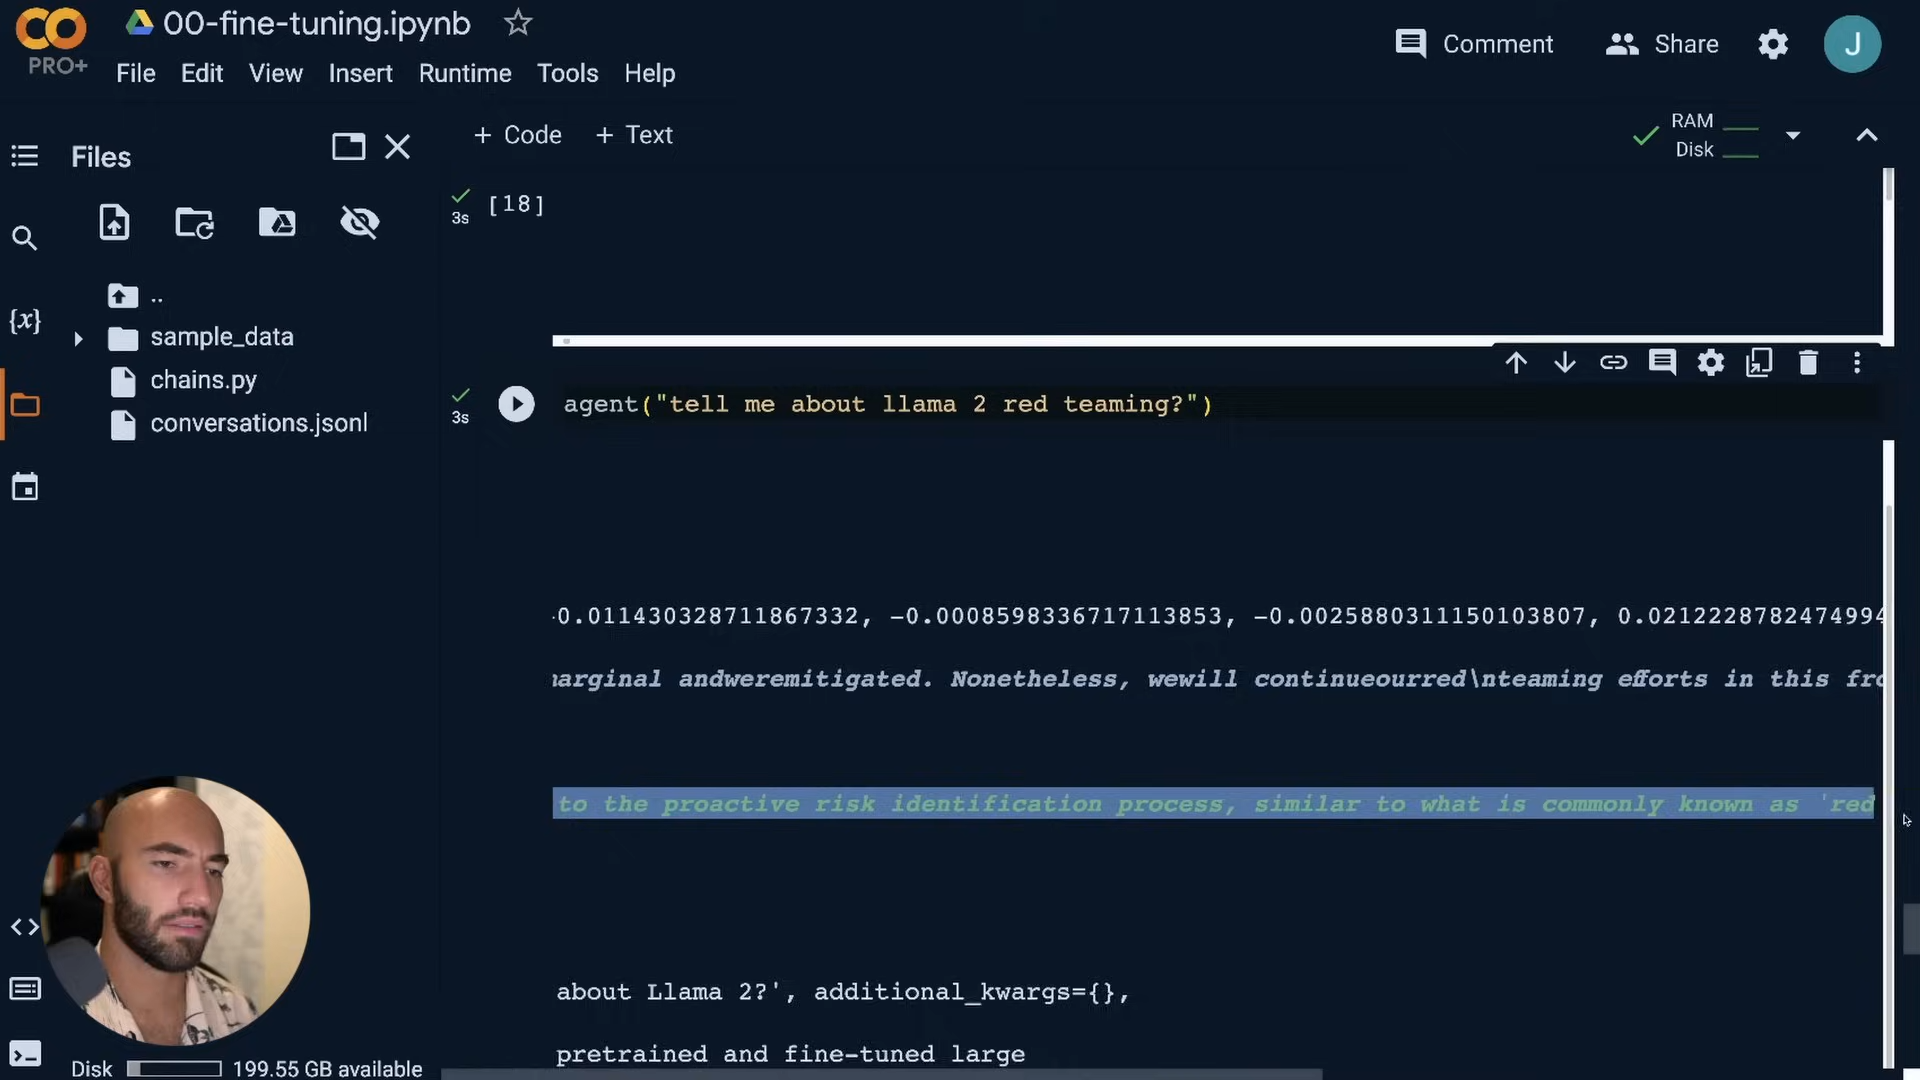 00-fine-tuning.ipynb
PRO+
File Edit View Insert Runtime Tools Help
Comment
Share
J
Files
+ Code + Text
RAM
Disk
3s
[18]
..
sample_data
chains.py
conversations.jsonl
{x}
3s
agent("tell me about llama 2 red teaming?")
0.011430328711867332, -0.0008598336717113853, -0.0025880311150103807, 0.0212228782474994
arginal andweremitigated. Nonetheless, wewill continueourred\nteaming efforts in this fro
to the proactive risk identification process, similar to what is commonly known as 'red
about Llama 2?', additional_kwargs={},
pretrained and fine-tuned large
Disk 199.55 GB available